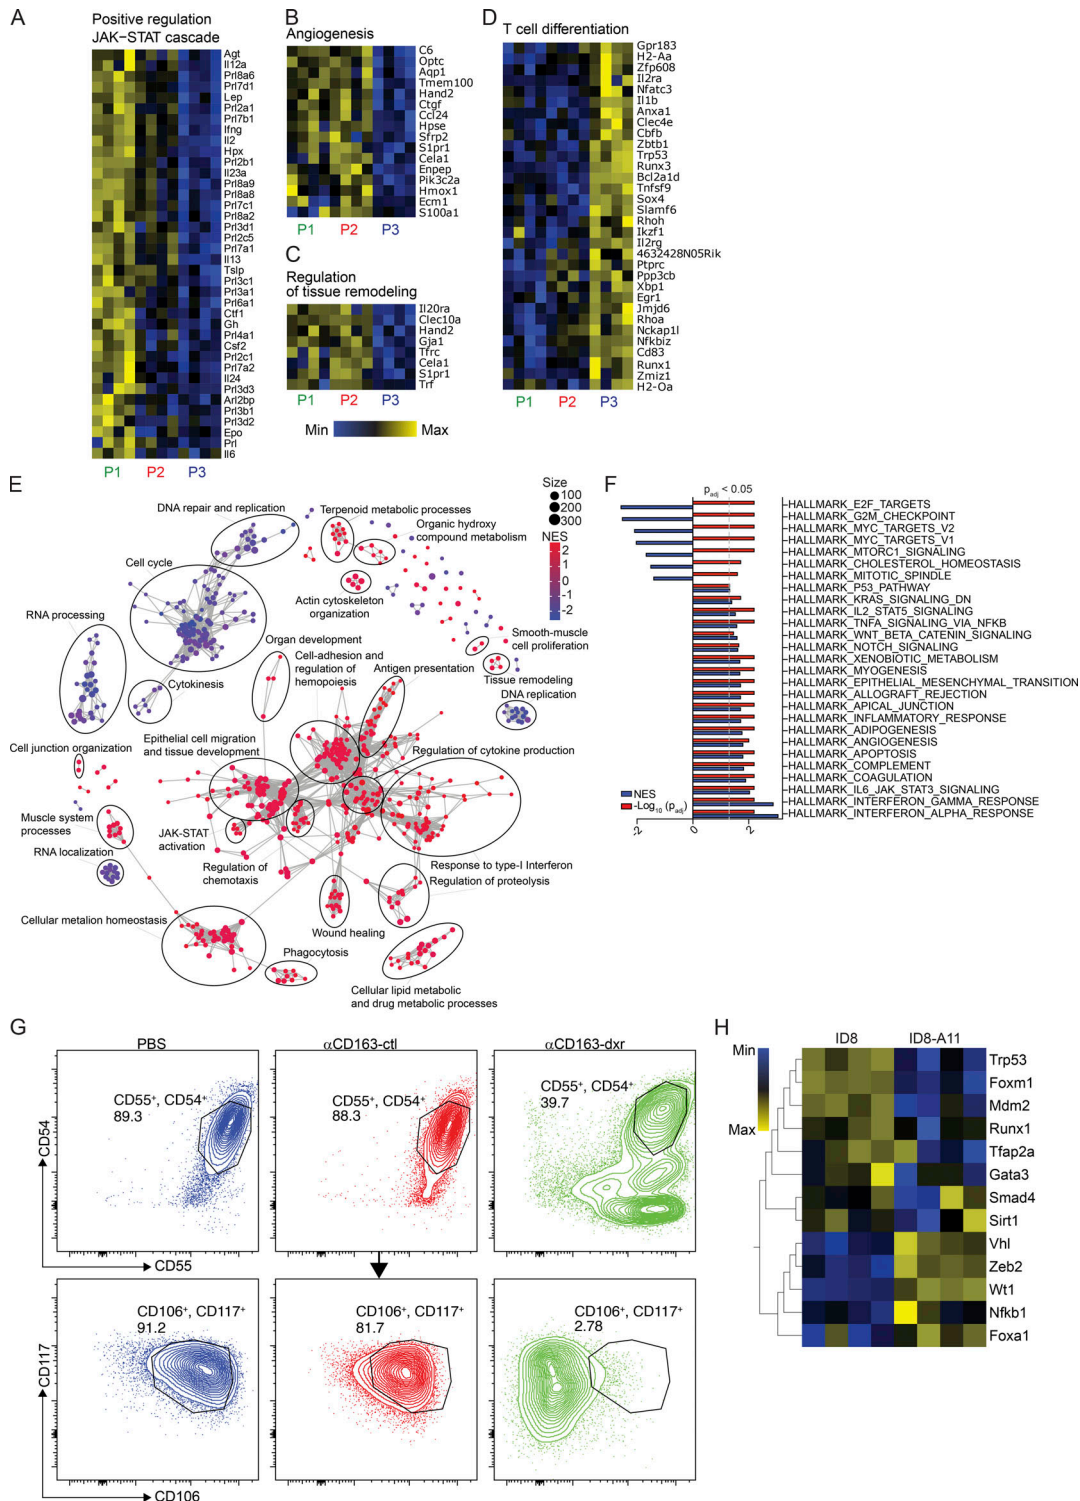 A
Positive regulation
JAK−STAT cascade
Agt
Il12a
Prl8a6
Prl7d1
Lep
Prl2a1
Prl7b1
Ifng
Il2
Hpx
Prl2b1
Il23a
Prl8a9
Prl8a8
Prl7c1
Prl8a2
Prl3d1
Prl2c5
Prl7a1
Il13
Tslp
Prl3c1
Prl3a1
Prl6a1
Ctf1
Gh
Prl4a1
Csf2
Prl2c1
Prl7a2
Il24
Prl3d3
Arl2bp
Prl3b1
Prl3d2
Epo
Prl
Il6
P1 P2 P3
B
Angiogenesis
C6
Optc
Aqp1
Tmem100
Hand2
Ctgf
Ccl24
Hpse
Sfrp2
S1pr1
Cela1
Enpep
Pik3c2a
Hmox1
Ecm1
S100a1
P1 P2 P3
C
Regulation
of tissue remodeling
Il20ra
Clec10a
Hand2
Gja1
Tfrc
Cela1
S1pr1
Trf
P1 P2 P3
Min Max
D
T cell differentiation
Gpr183
H2-Aa
Zfp608
Il2ra
Nfatc3
Il1b
Anxa1
Clec4e
Cbfb
Zbtb1
Trp53
Runx3
Bcl2a1d
Tnfsf9
Sox4
Slamf6
Rhoh
Ikzf1
Il2rg
4632428N05Rik
Ptprc
Ppp3cb
Xbp1
Egr1
Jmjd6
Rhoa
Nckap1l
Nfkbiz
Cd83
Runx1
Zmiz1
H2-Oa
P1 P2 P3
E
DNA repair and replication
Terpenoid metabolic processes
Organic hydroxy
compound metabolism
Size
100
200
300
NES
2
1
0
-1
-2
Cell cycle
Actin cytoskeleton
organization
RNA processing
Organ development
Cell-adhesion and
regulation of
hemopoiesis
Antigen presentation
Smooth-muscle
cell proliferation
Tissue remodeling
DNA replication
Cytokinesis
Cell junction organization
Epithelial cell migration
and tissue development
Regulation of cytokine production
Muscle system
processes
JAK-STAT
activation
RNA localization
Regulation of
chemotaxis
Response to type-I Interferon
Regulation of proteolysis
Cellular metalion homeostasis
Wound healing
Phagocytosis
Cellular lipid metabolic
and drug metabolic processes
F
padj < 0.05
HALLMARK_E2F_TARGETS
HALLMARK_G2M_CHECKPOINT
HALLMARK_MYC_TARGETS_V2
HALLMARK_MYC_TARGETS_V1
HALLMARK_MTORC1_SIGNALING
HALLMARK_CHOLESTEROL_HOMEOSTASIS
HALLMARK_MITOTIC_SPINDLE
HALLMARK_P53_PATHWAY
HALLMARK_KRAS_SIGNALING_DN
HALLMARK_IL2_STAT5_SIGNALING
HALLMARK_TNFA_SIGNALING_VIA_NFKB
HALLMARK_WNT_BETA_CATENIN_SIGNALING
HALLMARK_NOTCH_SIGNALING
HALLMARK_XENOBIOTIC_METABOLISM
HALLMARK_MYOGENESIS
HALLMARK_EPITHELIAL_MESENCHYMAL_TRANSITION
HALLMARK_ALLOGRAFT_REJECTION
HALLMARK_APICAL_JUNCTION
HALLMARK_INFLAMMATORY_RESPONSE
HALLMARK_ADIPOGENESIS
HALLMARK_ANGIOGENESIS
HALLMARK_APOPTOSIS
HALLMARK_COMPLEMENT
HALLMARK_COAGULATION
HALLMARK_IL6_JAK_STAT3_SIGNALING
HALLMARK_INTERFERON_GAMMA_RESPONSE
HALLMARK_INTERFERON_ALPHA_RESPONSE
NES
-Log10 (padj)
-2 0 2
G
PBS αCD163-ctl αCD163-dxr
CD55+, CD54+
89.3
CD55+, CD54+
88.3
CD55+, CD54+
39.7
CD54
CD55
CD106+, CD117+
91.2
CD106+, CD117+
81.7
CD106+, CD117+
2.78
CD117
CD106
H
Min
Max
ID8 ID8-A11
Trp53
Foxm1
Mdm2
Runx1
Tfap2a
Gata3
Smad4
Sirt1
Vhl
Zeb2
Wt1
Nfkb1
Foxa1